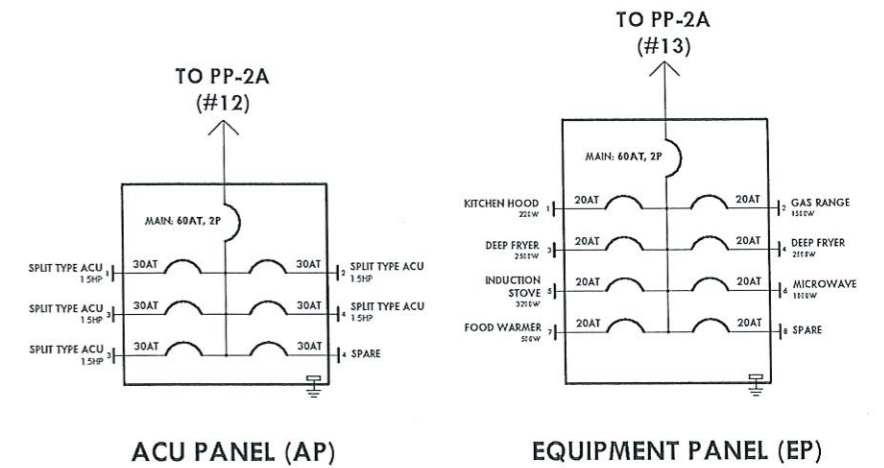 TO PP-2A
(#12)
MAIN: 60AT, 2P
SPLIT TYPE ACU 1 30AT 30AT 2 SPLIT TYPE ACU
1.5HP 1.5HP
SPLIT TYPE ACU 3 30AT 30AT 4 SPLIT TYPE ACU
1.5HP 1.5HP
SPLIT TYPE ACU 3 30AT 30AT 4 SPARE
1.5HP
ACU PANEL (AP)
TO PP-2A
(#13)
MAIN: 60AT, 2P
KITCHEN HOOD 1 20AT 20AT 2 GAS RANGE
1500W
DEEP FRYER 3 20AT 20AT 4 DEEP FRYER
2500W
INDUCTION
STOVE 5 20AT 20AT 6 MICROWAVE
FOOD WARMER 7 20AT 20AT 8 SPARE
500W
EQUIPMENT PANEL (EP)